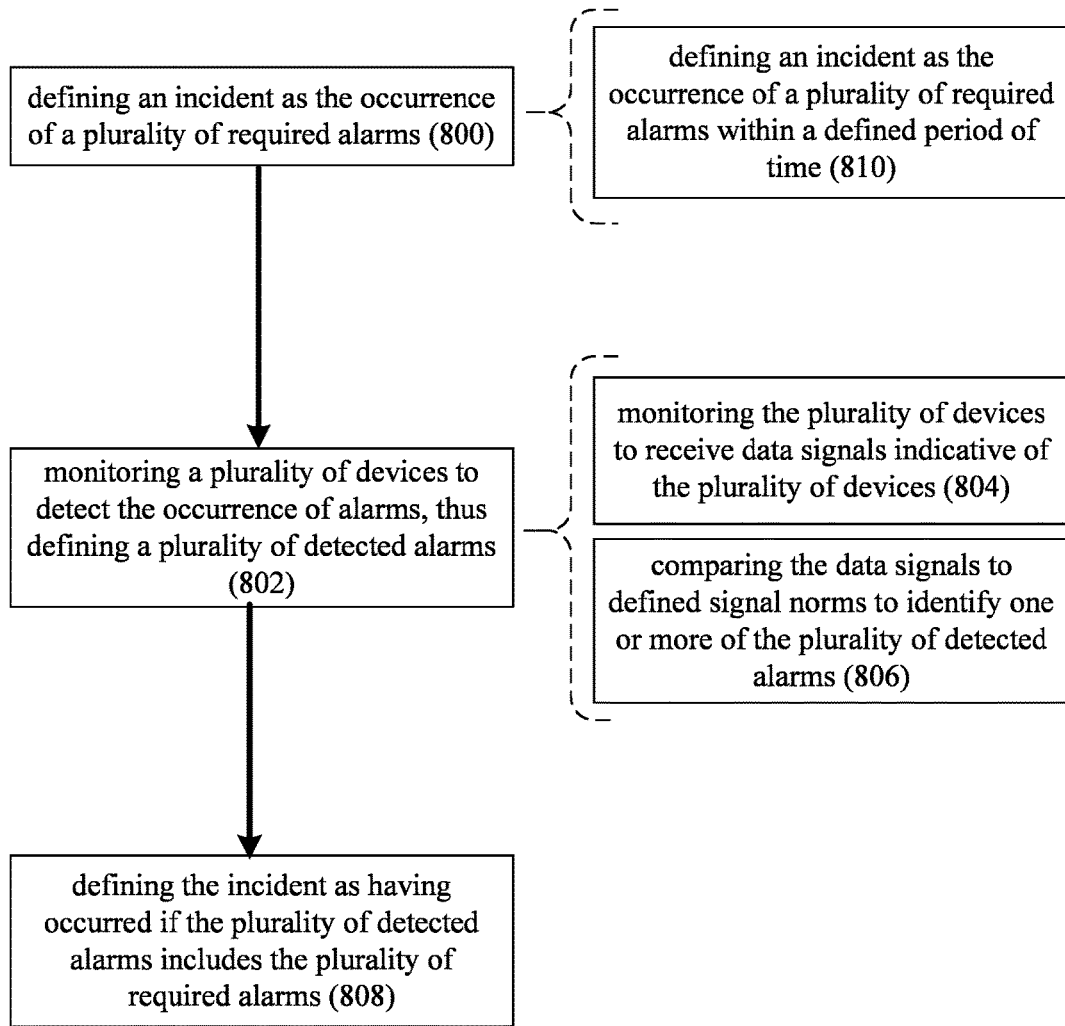 defining an incident as the occurrence
of a plurality of required alarms (800)
defining an incident as the
occurrence of a plurality of required
alarms within a defined period of
time (810)
monitoring a plurality of devices to
detect the occurrence of alarms, thus
defining a plurality of detected alarms
(802)
monitoring the plurality of devices
to receive data signals indicative of
the plurality of devices (804)
comparing the data signals to
defined signal norms to identify one
or more of the plurality of detected
alarms (806)
defining the incident as having
occurred if the plurality of detected
alarms includes the plurality of
required alarms (808)